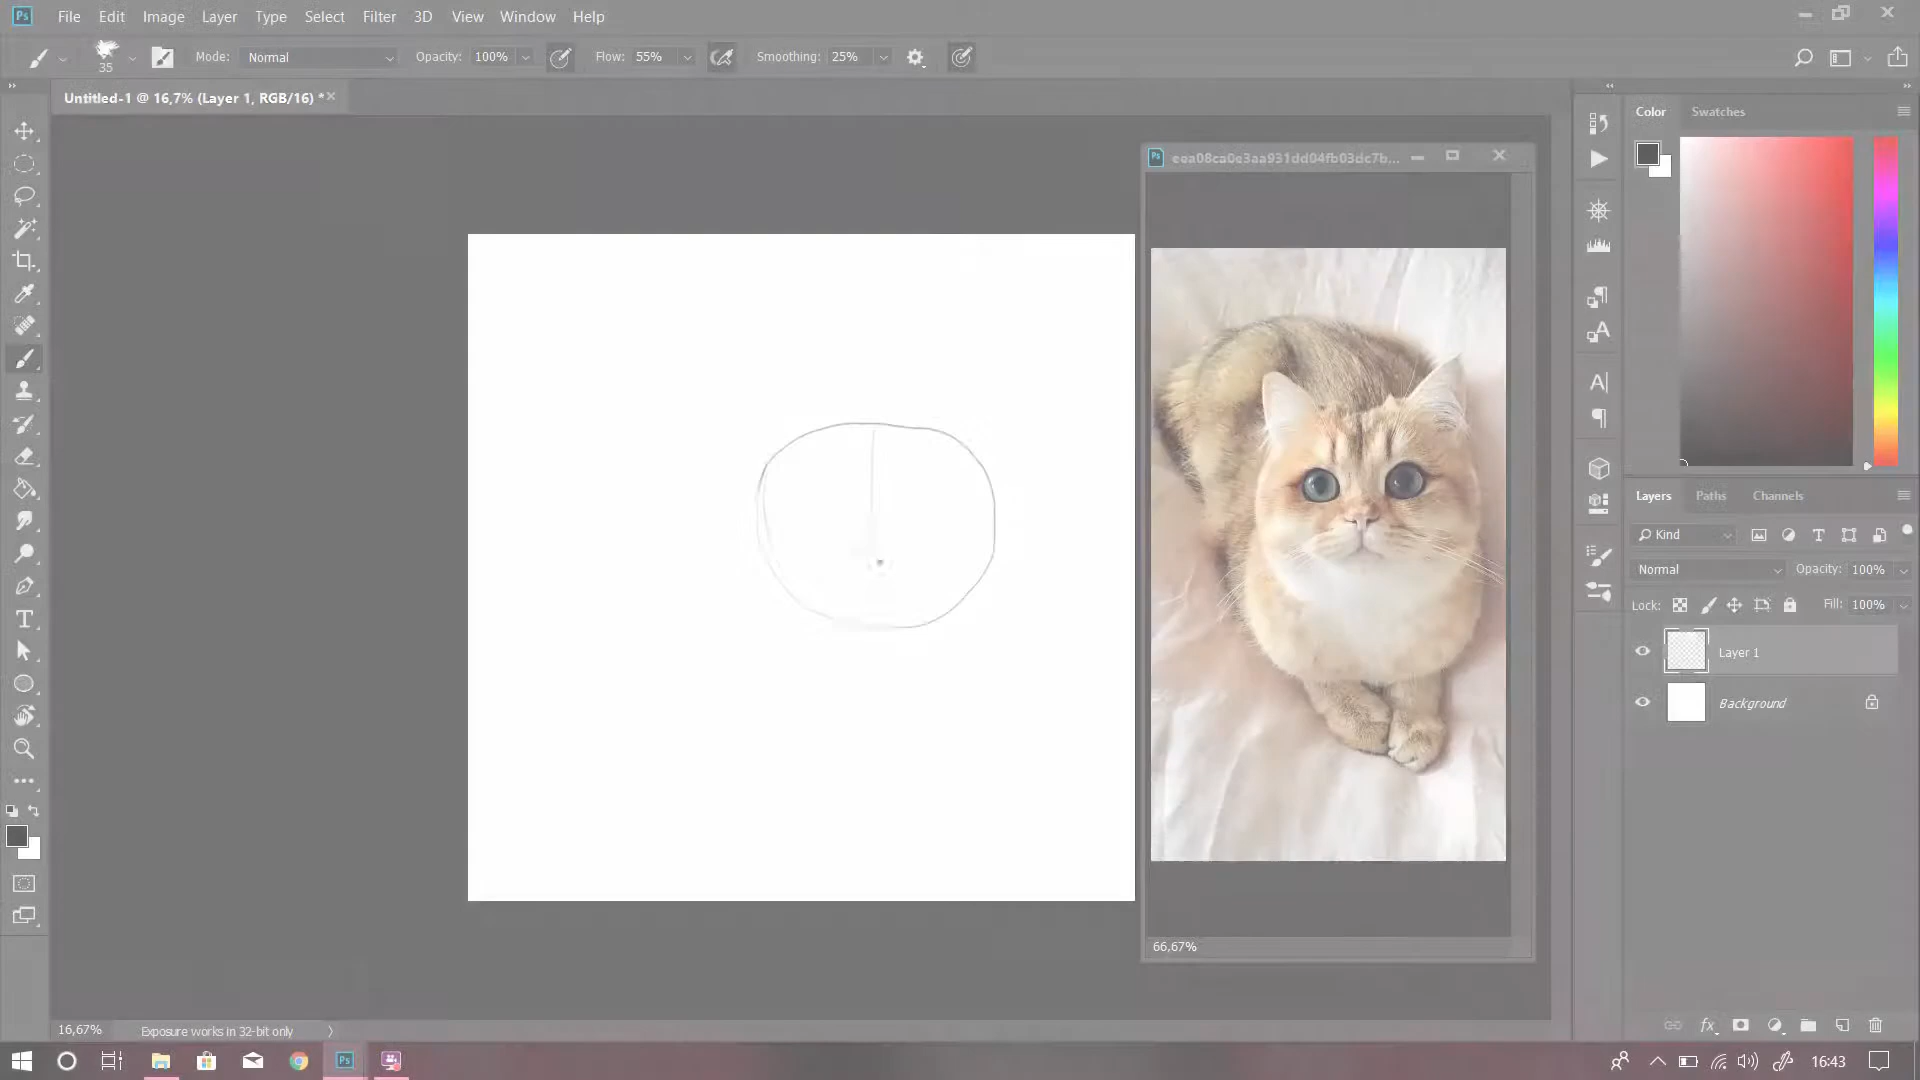 Ps File Edit Image Layer Type Select Filter 3D View Window Help
35 Mode: Normal Opacity: 100% Flow: 55% Smoothing: 25%
Untitled-1 @ 16,7% (Layer 1, RGB/16) *
Color Swatches
Layers Paths Channels
Kind
Normal Opacity: 100%
Lock: Fill: 100%
Layer 1
Background
66,67%
16,67% Exposure works in 32-bit only
16:43